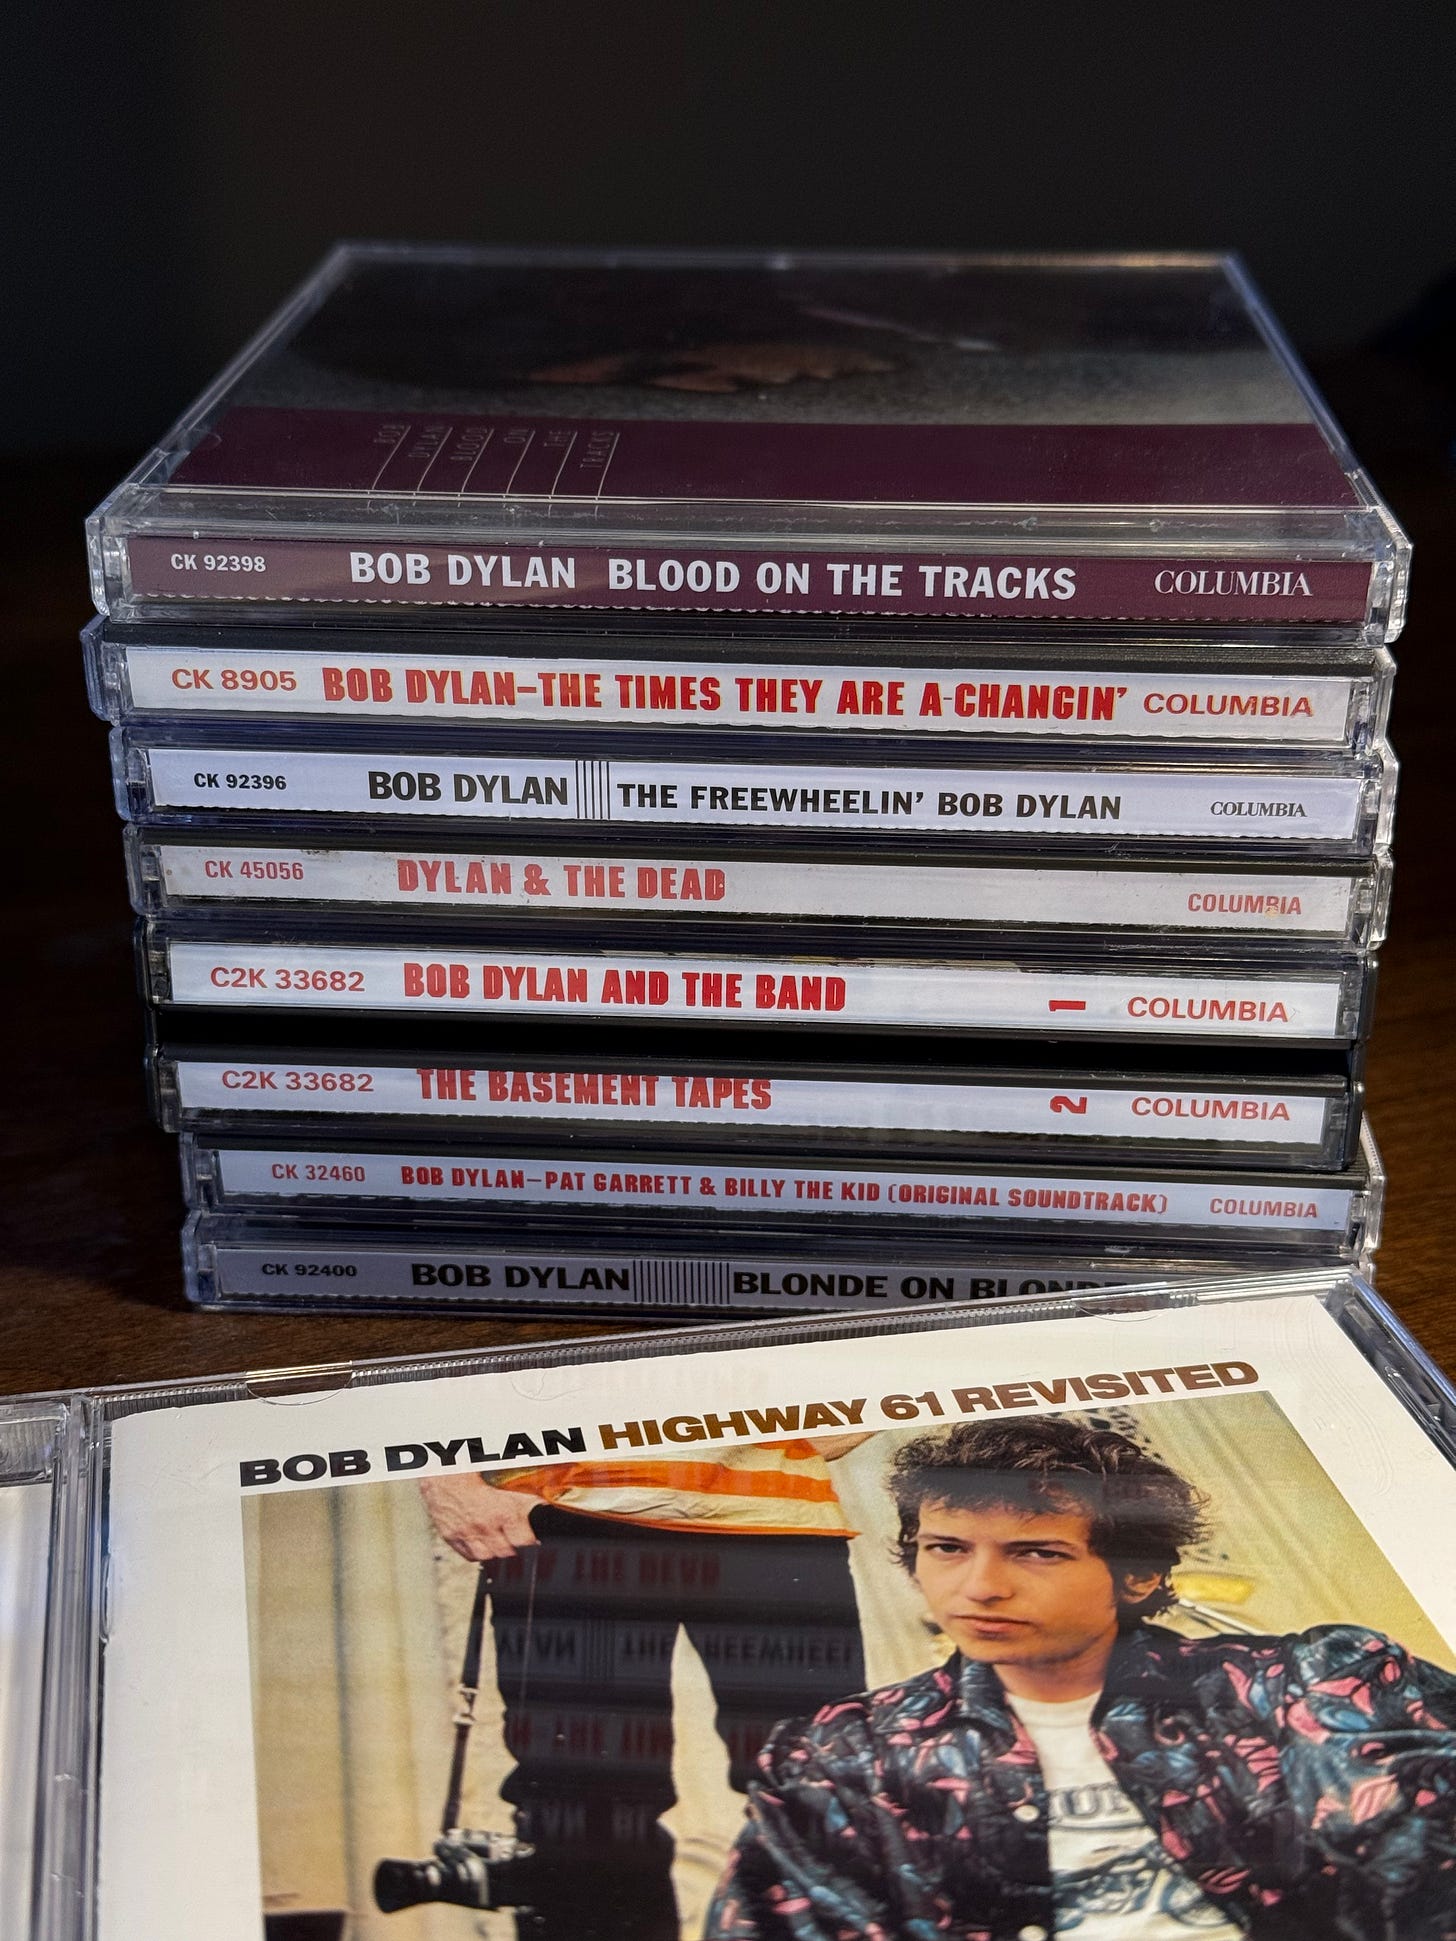 BOB
DYLAN
BLOOD
ON
THE
TRACKS
CK 92398 BOB DYLAN BLOOD ON THE TRACKS COLUMBIA
CK 8905 BOB DYLAN–THE TIMES THEY ARE A-CHANGIN' COLUMBIA
CK 92396 BOB DYLAN THE FREEWHEELIN' BOB DYLAN COLUMBIA
CK 45056 DYLAN & THE DEAD COLUMBIA
C2K 33682 BOB DYLAN AND THE BAND 1 COLUMBIA
C2K 33682 THE BASEMENT TAPES 2 COLUMBIA
CK 32460 BOB DYLAN–PAT GARRETT & BILLY THE KID (ORIGINAL SOUNDTRACK) COLUMBIA
CK 92400 BOB DYLAN BLONDE ON BLONDE
BOB DYLAN HIGHWAY 61 REVISITED